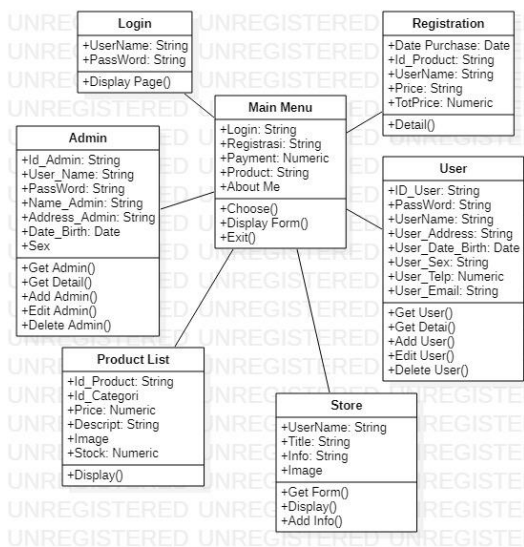 Login
+UserName: String
+PassWord: String
+Display Page()
Registration
+Date Purchase: Date
+Id_Product: String
+UserName: String
+Price: String
+TotPrice: Numeric
+Detail()
Main Menu
+Login: String
+Registrasi: String
+Payment: Numeric
+Product: String
+About Me
+Choose()
+Display Form()
+Exit()
Admin
+Id_Admin: String
+User_Name: String
+PassWord: String
+Name_Admin: String
+Address_Admin: String
+Date_Birth: Date
+Sex
+Get Admin()
+Get Detail()
+Add Admin()
+Edit Admin()
+Delete Admin()
User
+ID_User: String
+PassWord: String
+UserName: String
+User_Address: String
+User_Date_Birth: Date
+User_Sex: String
+User_Telp: Numeric
+User_Email: String
+Get User()
+Get Detai()
+Add User()
+Edit User()
+Delete User()
Product List
+Id_Product: String
+Id_Categori
+Price: Numeric
+Descript: String
+Image
+Stock: Numeric
+Display()
Store
+UserName: String
+Title: String
+Info: String
+Image
+Get Form()
+Display()
+Add Info()
UNREGISTERED